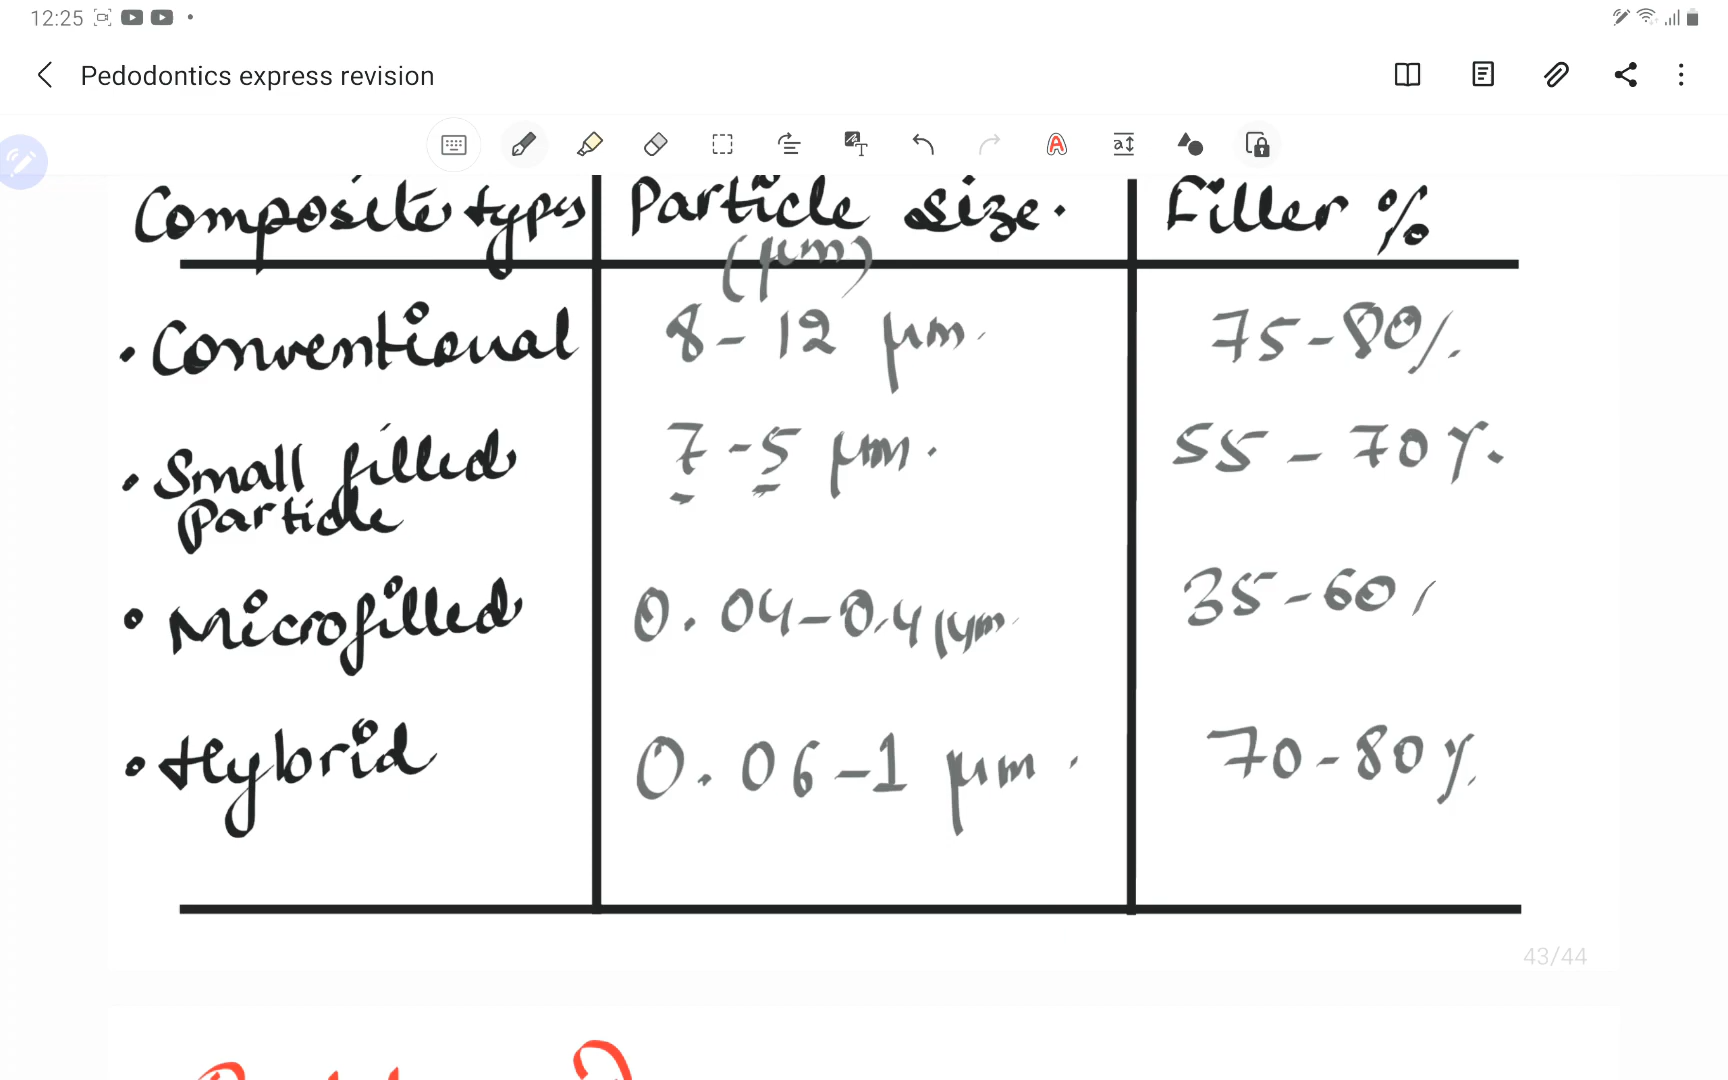 12:25
Pedodontics express revision
Composite types Particle size. Filler %
(μm)
• Conventional 8-12 μm. 75-80%.
• Small filled 7-5 μm. 55-70%.
Particle
• Microfilled 0.04-0.4 μm. 35-60%
• Hybrid 0.06-1 μm. 70-80%.
43/44